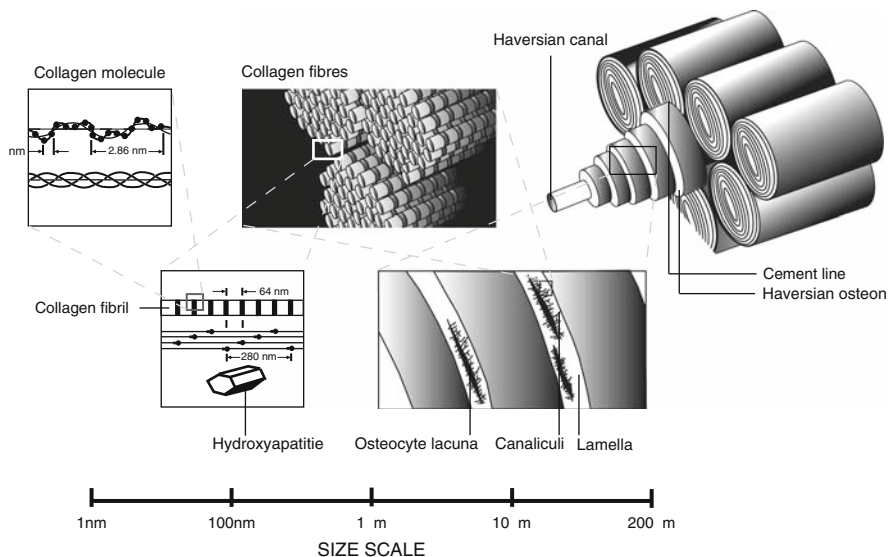 Haversian canal
Collagen molecule
Collagen fibres
nm
2.86 nm
Cement line
Haversian osteon
Collagen fibril
64 nm
280 nm
Hydroxyapatitie
Osteocyte lacuna
Canaliculi
Lamella
1nm
100nm
1 m
10 m
200 m
SIZE SCALE